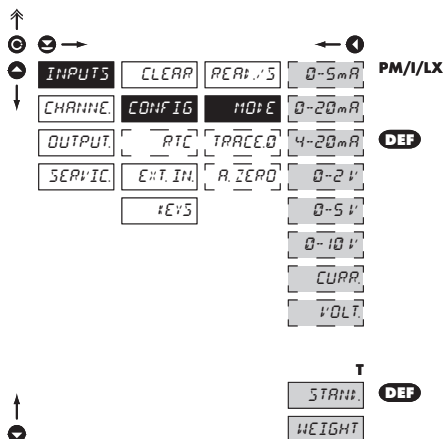 INPUTS CLEAR READ./S 0-5mA PM/I/LX
CHANNE. CONFIG MODE 0-20mA
OUTPUT. RTC TRACE.0 4-20mA DEF
SERVIC. EXT. IN. A. ZERO 0-2 V
KEYS 0-5 V
0-10 V
CURR.
VOLT.
T
STAND. DEF
WEIGHT